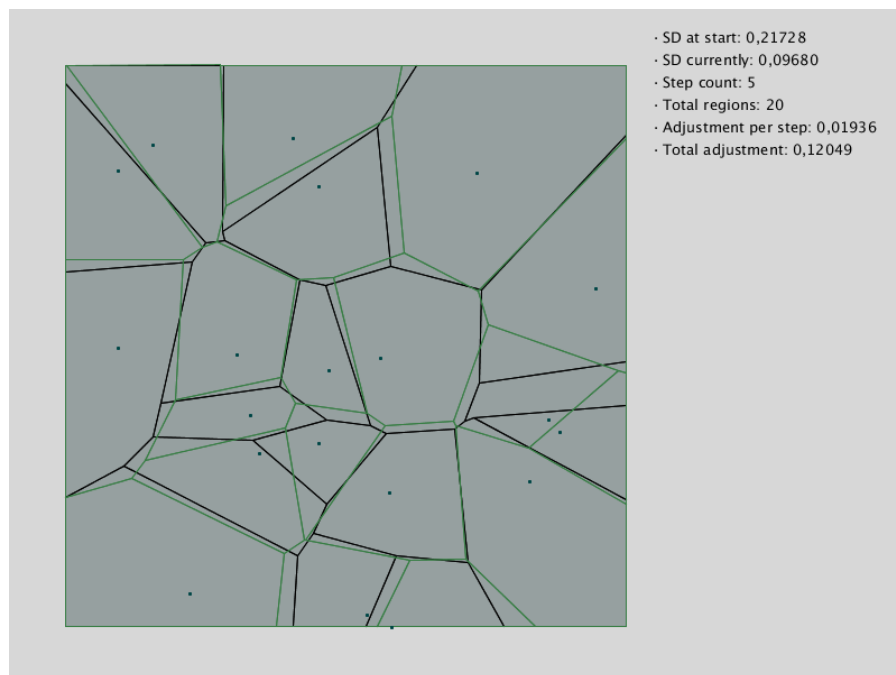 · SD at start: 0,21728
· SD currently: 0,09680
· Step count: 5
· Total regions: 20
· Adjustment per step: 0,01936
· Total adjustment: 0,12049